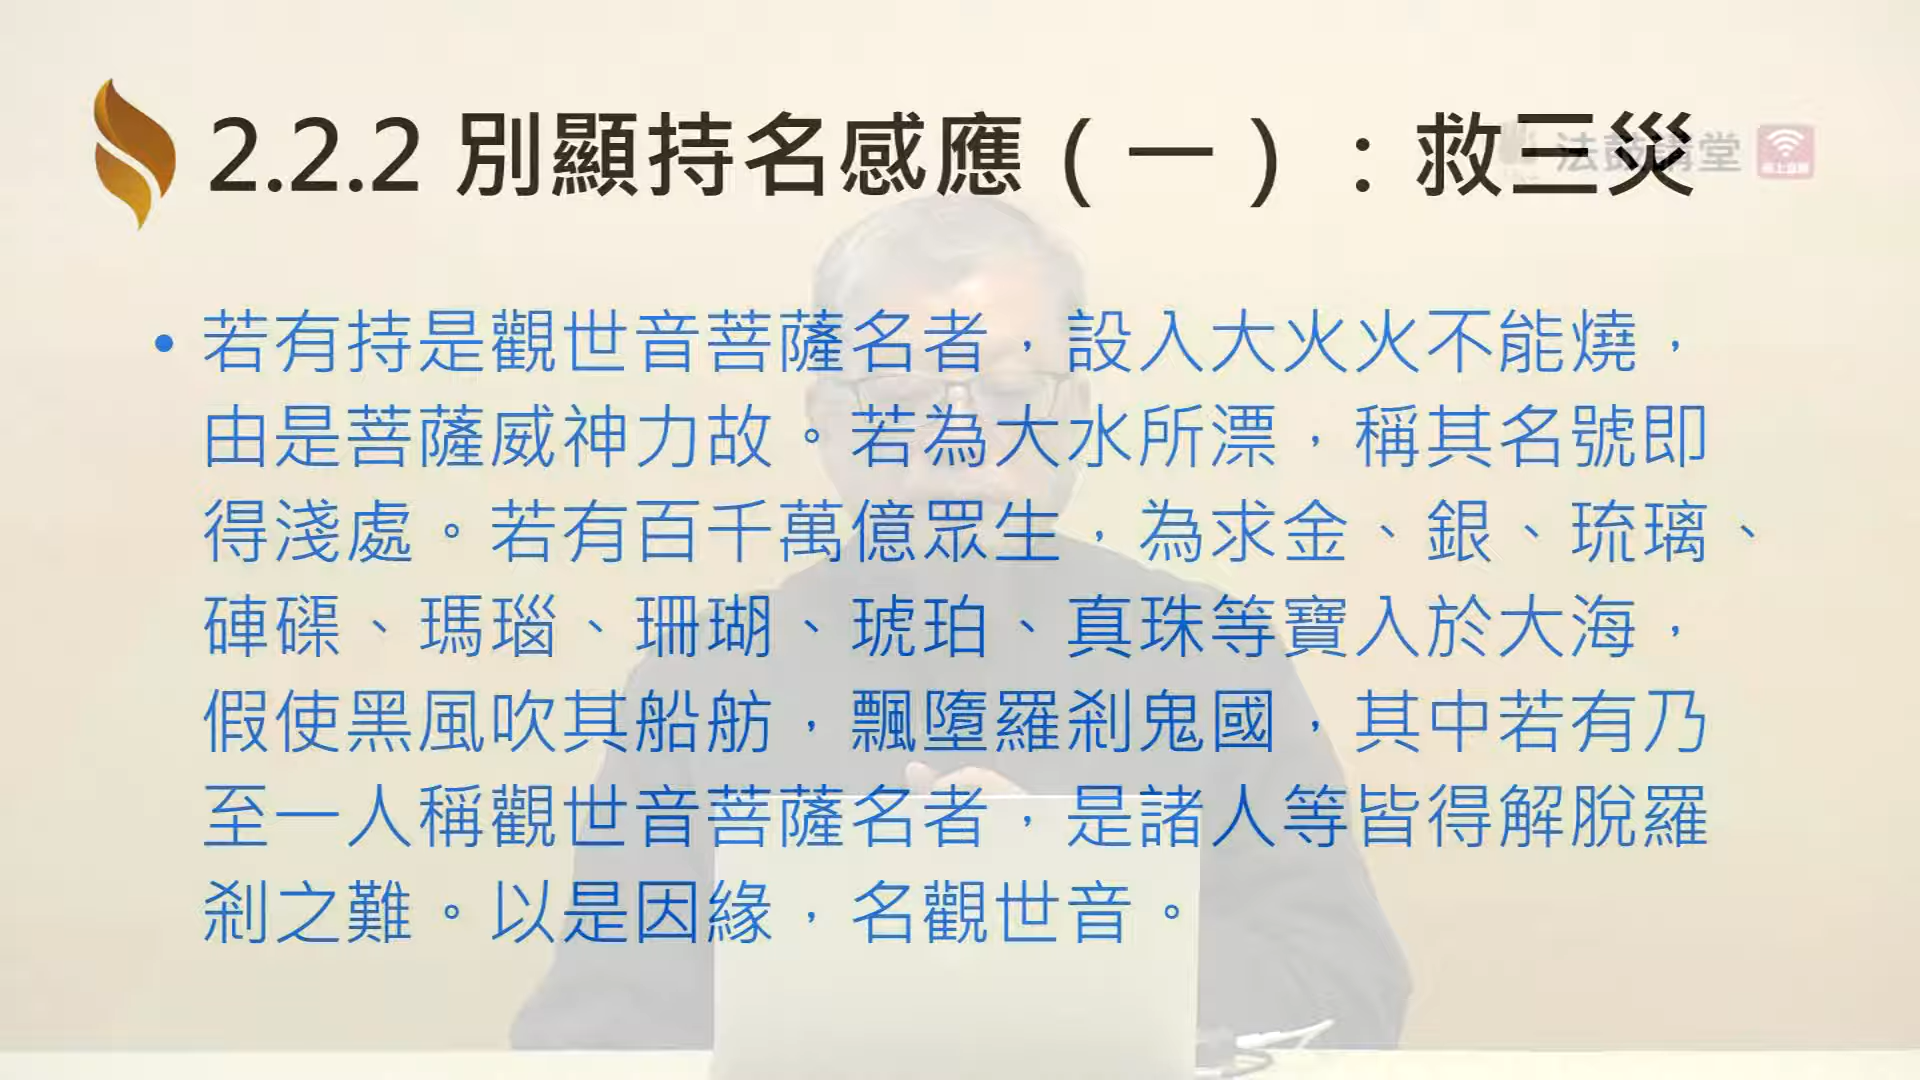 2.2.2 別顯持名感應(一):救三災
法鼓講堂
• 若有持是觀世音菩薩名者,設入大火火不能燒,
由是菩薩威神力故。若為大水所漂,稱其名號即
得淺處。若有百千萬億眾生,為求金、銀、琉璃、
硨磲、瑪瑙、珊瑚、琥珀、真珠等寶入於大海,
假使黑風吹其船舫,飄墮羅剎鬼國,其中若有乃
至一人稱觀世音菩薩名者,是諸人等皆得解脫羅
剎之難。以是因緣,名觀世音。